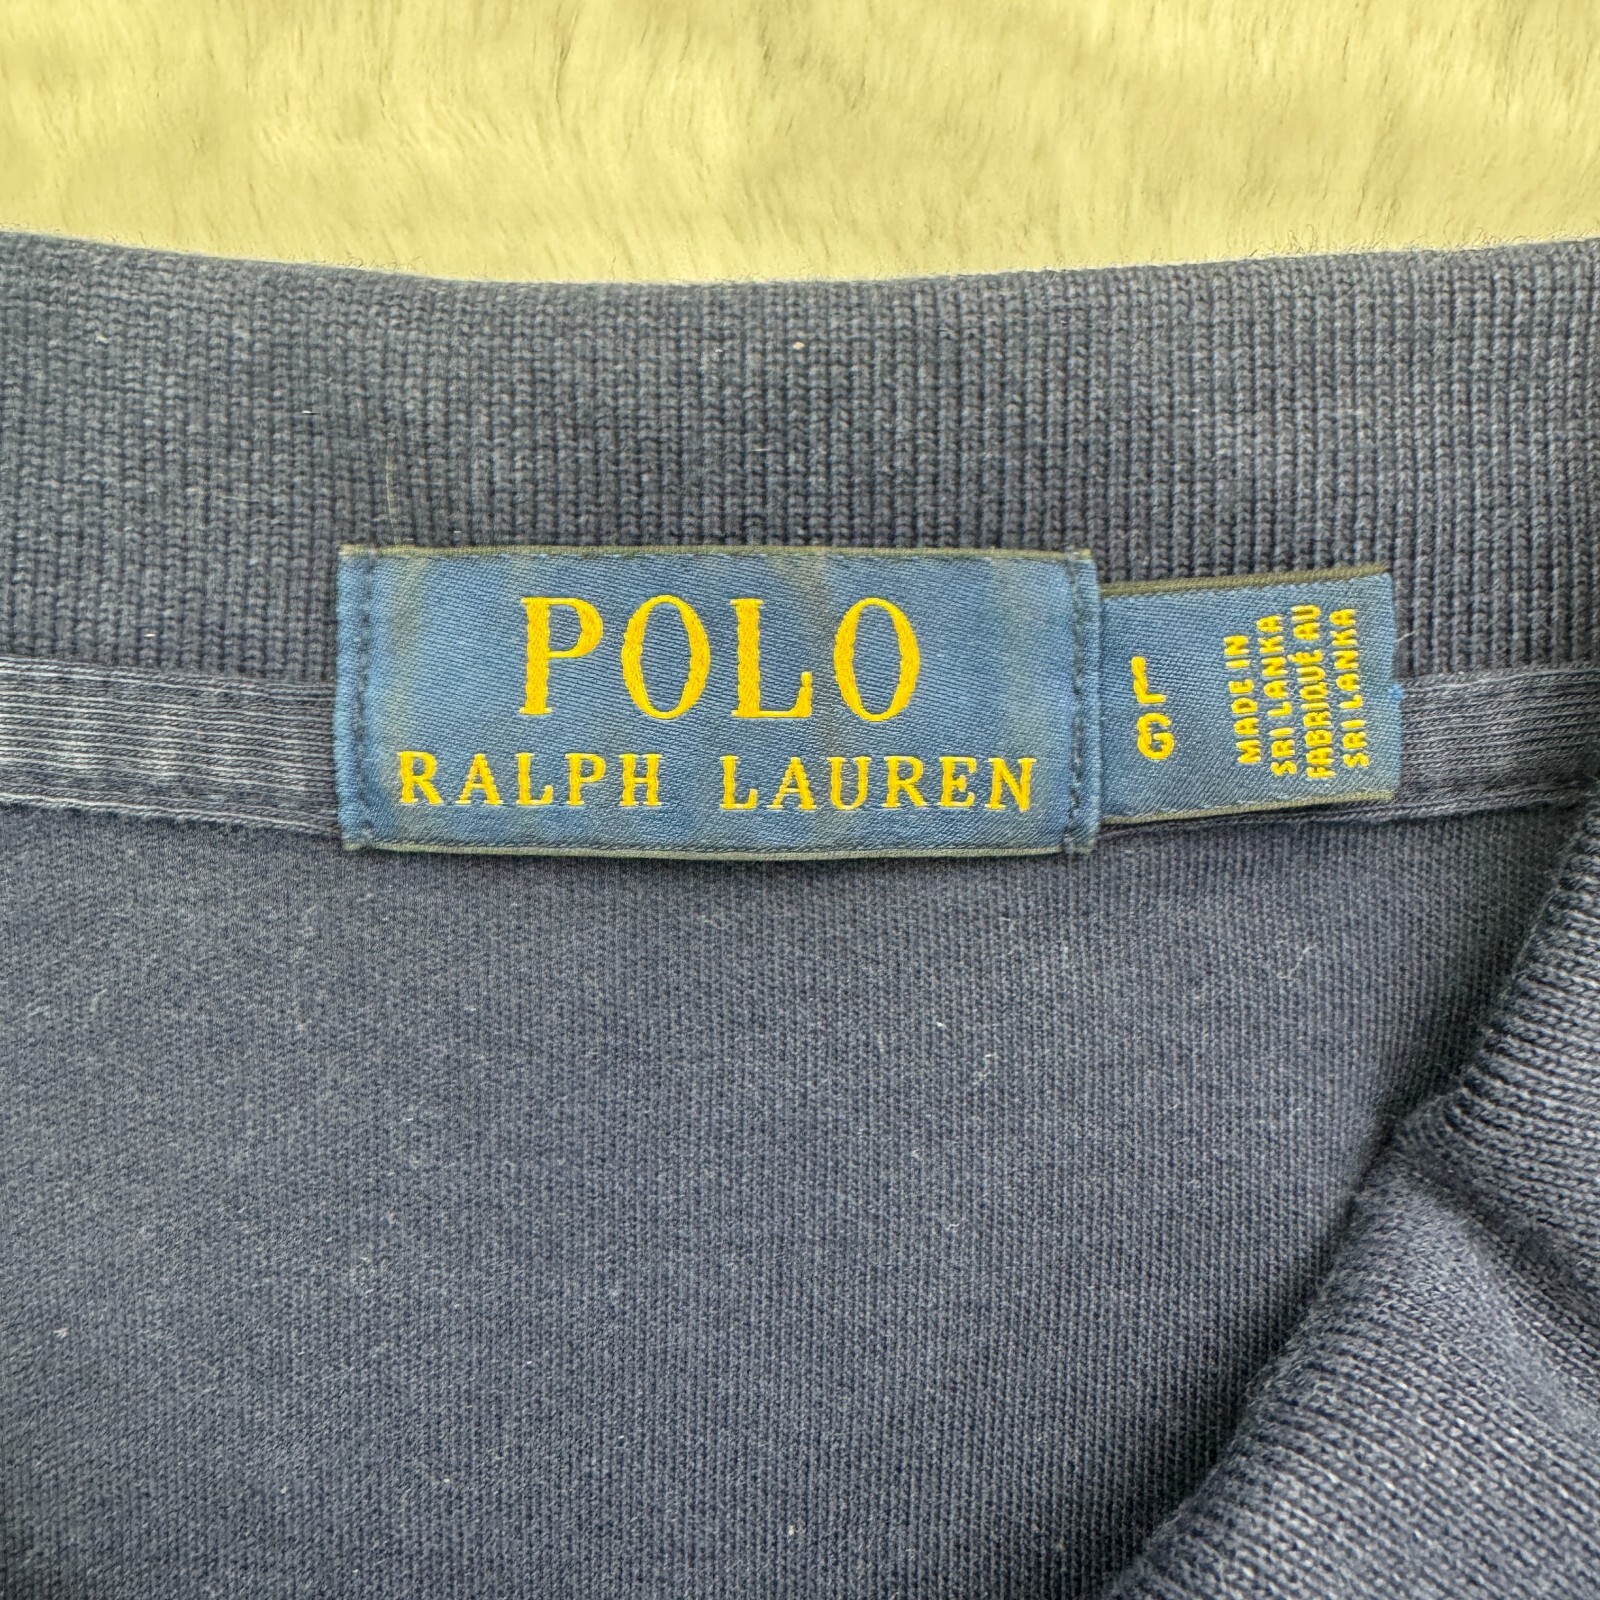 POLO
RALPH LAUREN
L
G
MADE IN
SRI LANKA
FABRIQUÉ AU
SRI LANKA